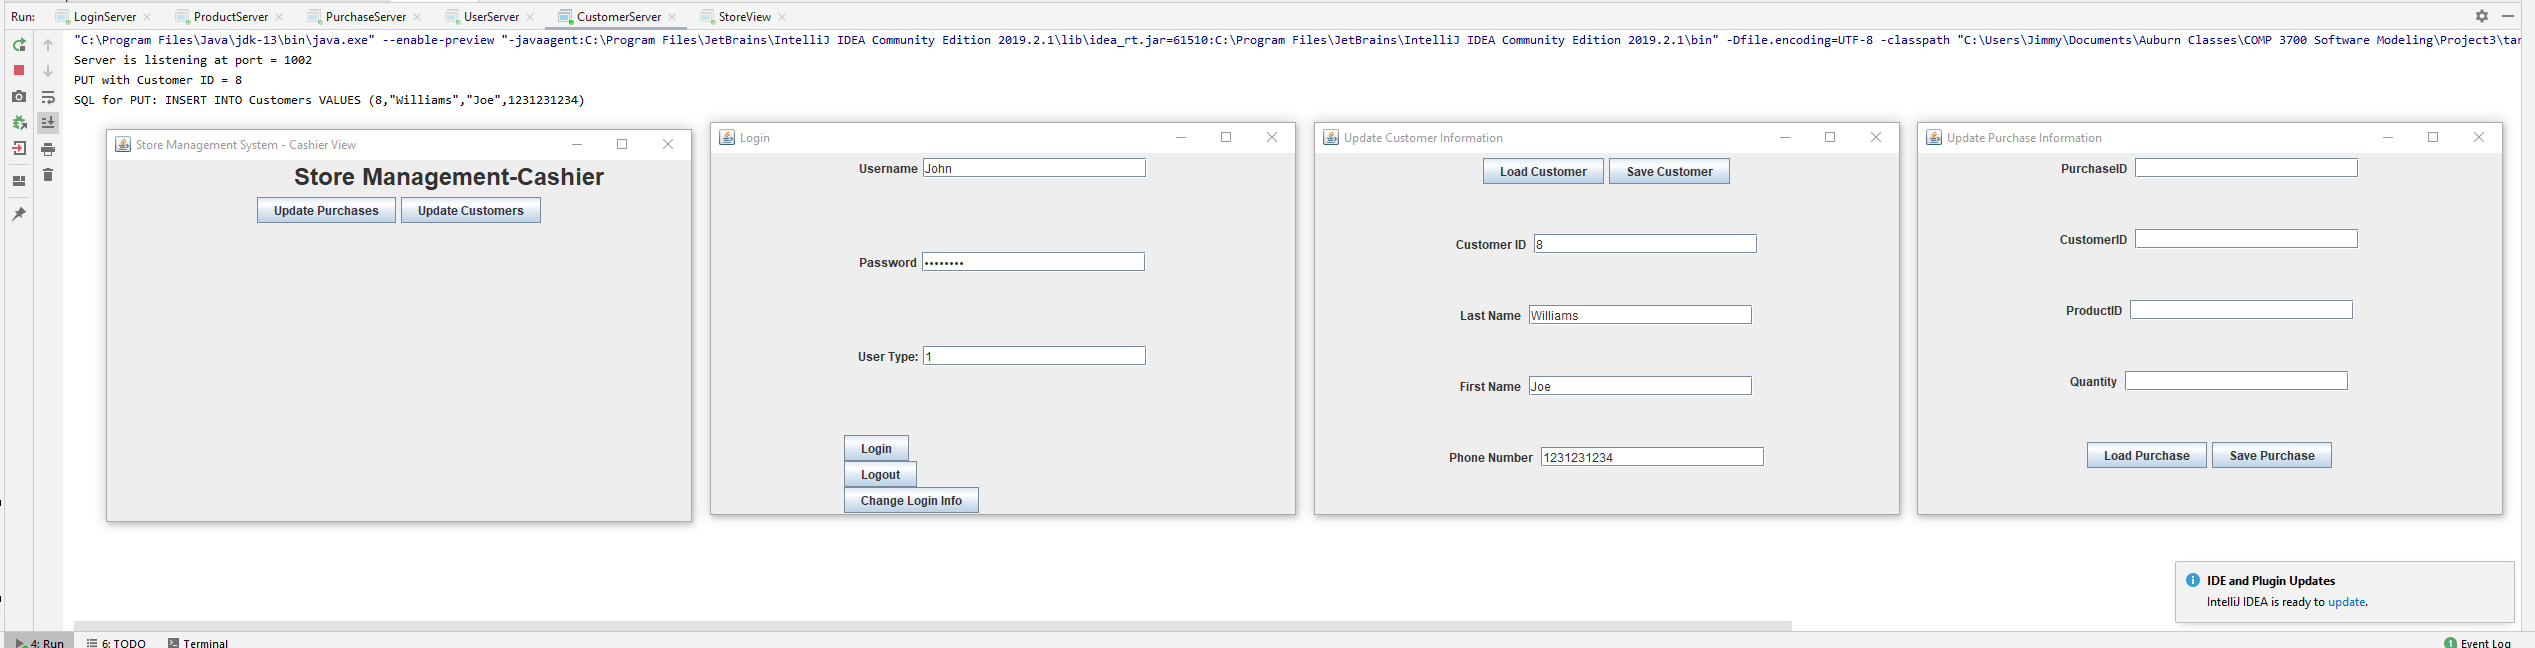 Run: LoginServer ProductServer PurchaseServer UserServer CustomerServer StoreView
"C:\Program Files\Java\jdk-13\bin\java.exe" --enable-preview "-javaagent:C:\Program Files\JetBrains\IntelliJ IDEA Community Edition 2019.2.1\lib\idea_rt.jar=61510:C:\Program Files\JetBrains\IntelliJ IDEA Community Edition 2019.2.1\bin" -Dfile.encoding=UTF-8 -classpath "C:\Users\Jimmy\Documents\Auburn Classes\COMP 3700 Software Modeling\Project3\tar
Server is listening at port = 1002
PUT with Customer ID = 8
SQL for PUT: INSERT INTO Customers VALUES (8,"Williams","Joe",1231231234)
Store Management System - Cashier View
Store Management-Cashier
Update Purchases Update Customers
Login
Username John
Password ••••••••
User Type: 1
Login
Logout
Change Login Info
Update Customer Information
Load Customer Save Customer
Customer ID 8
Last Name Williams
First Name Joe
Phone Number 1231231234
Update Purchase Information
PurchaseID
CustomerID
ProductID
Quantity
Load Purchase Save Purchase
IDE and Plugin Updates
IntelliJ IDEA is ready to update.
4: Run 6: TODO Terminal
1 Event Log